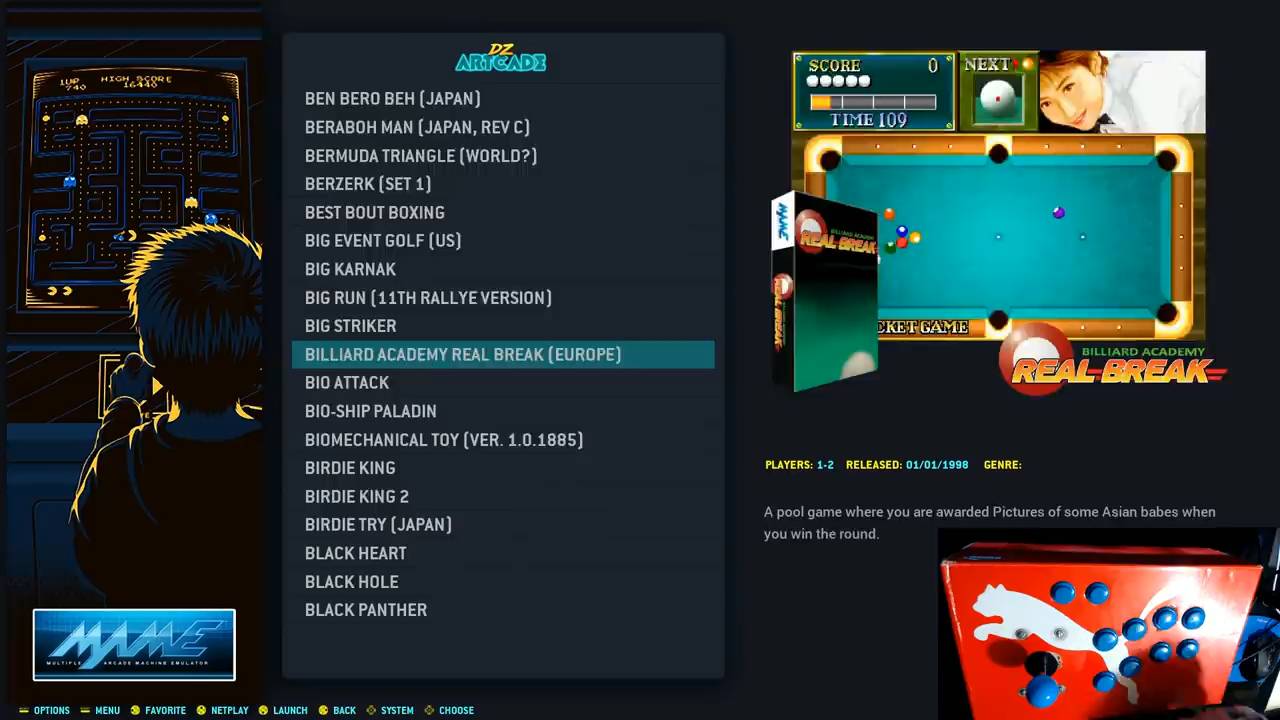 1UP
HIGH SCORE
740
16440
DZ
ARTCADE
BEN BERO BEH (JAPAN)
BERABOH MAN (JAPAN, REV C)
BERMUDA TRIANGLE (WORLD?)
BERZERK (SET 1)
BEST BOUT BOXING
BIG EVENT GOLF (US)
BIG KARNAK
BIG RUN (11TH RALLYE VERSION)
BIG STRIKER
BILLIARD ACADEMY REAL BREAK (EUROPE)
BIO ATTACK
BIO-SHIP PALADIN
BIOMECHANICAL TOY (VER. 1.0.1885)
BIRDIE KING
BIRDIE KING 2
BIRDIE TRY (JAPAN)
BLACK HEART
BLACK HOLE
BLACK PANTHER
SCORE 0
TIME 109
NEXT
MAME
BILLIARD ACADEMY
REAL BREAK
REAL BREAK
CKET GAME
BILLIARD ACADEMY
REAL BREAK
PLAYERS: 1-2 RELEASED: 01/01/1998 GENRE:
A pool game where you are awarded Pictures of some Asian babes when
you win the round.
MAME
MULTIPLE ARCADE MACHINE EMULATOR
OPTIONS MENU FAVORITE NETPLAY LAUNCH BACK SYSTEM CHOOSE